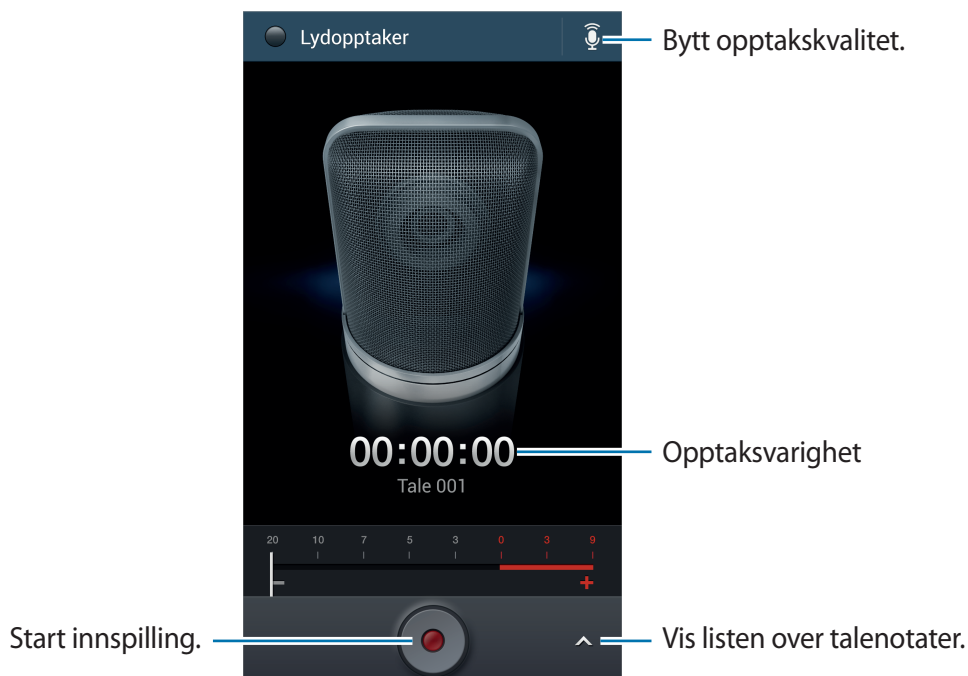 Lydopptaker
Bytt opptakskvalitet.
00:00:00
Opptaksvarighet
Tale 001
20 10 7 5 3 0 3 9
− +
Start innspilling.
Vis listen over talenotater.